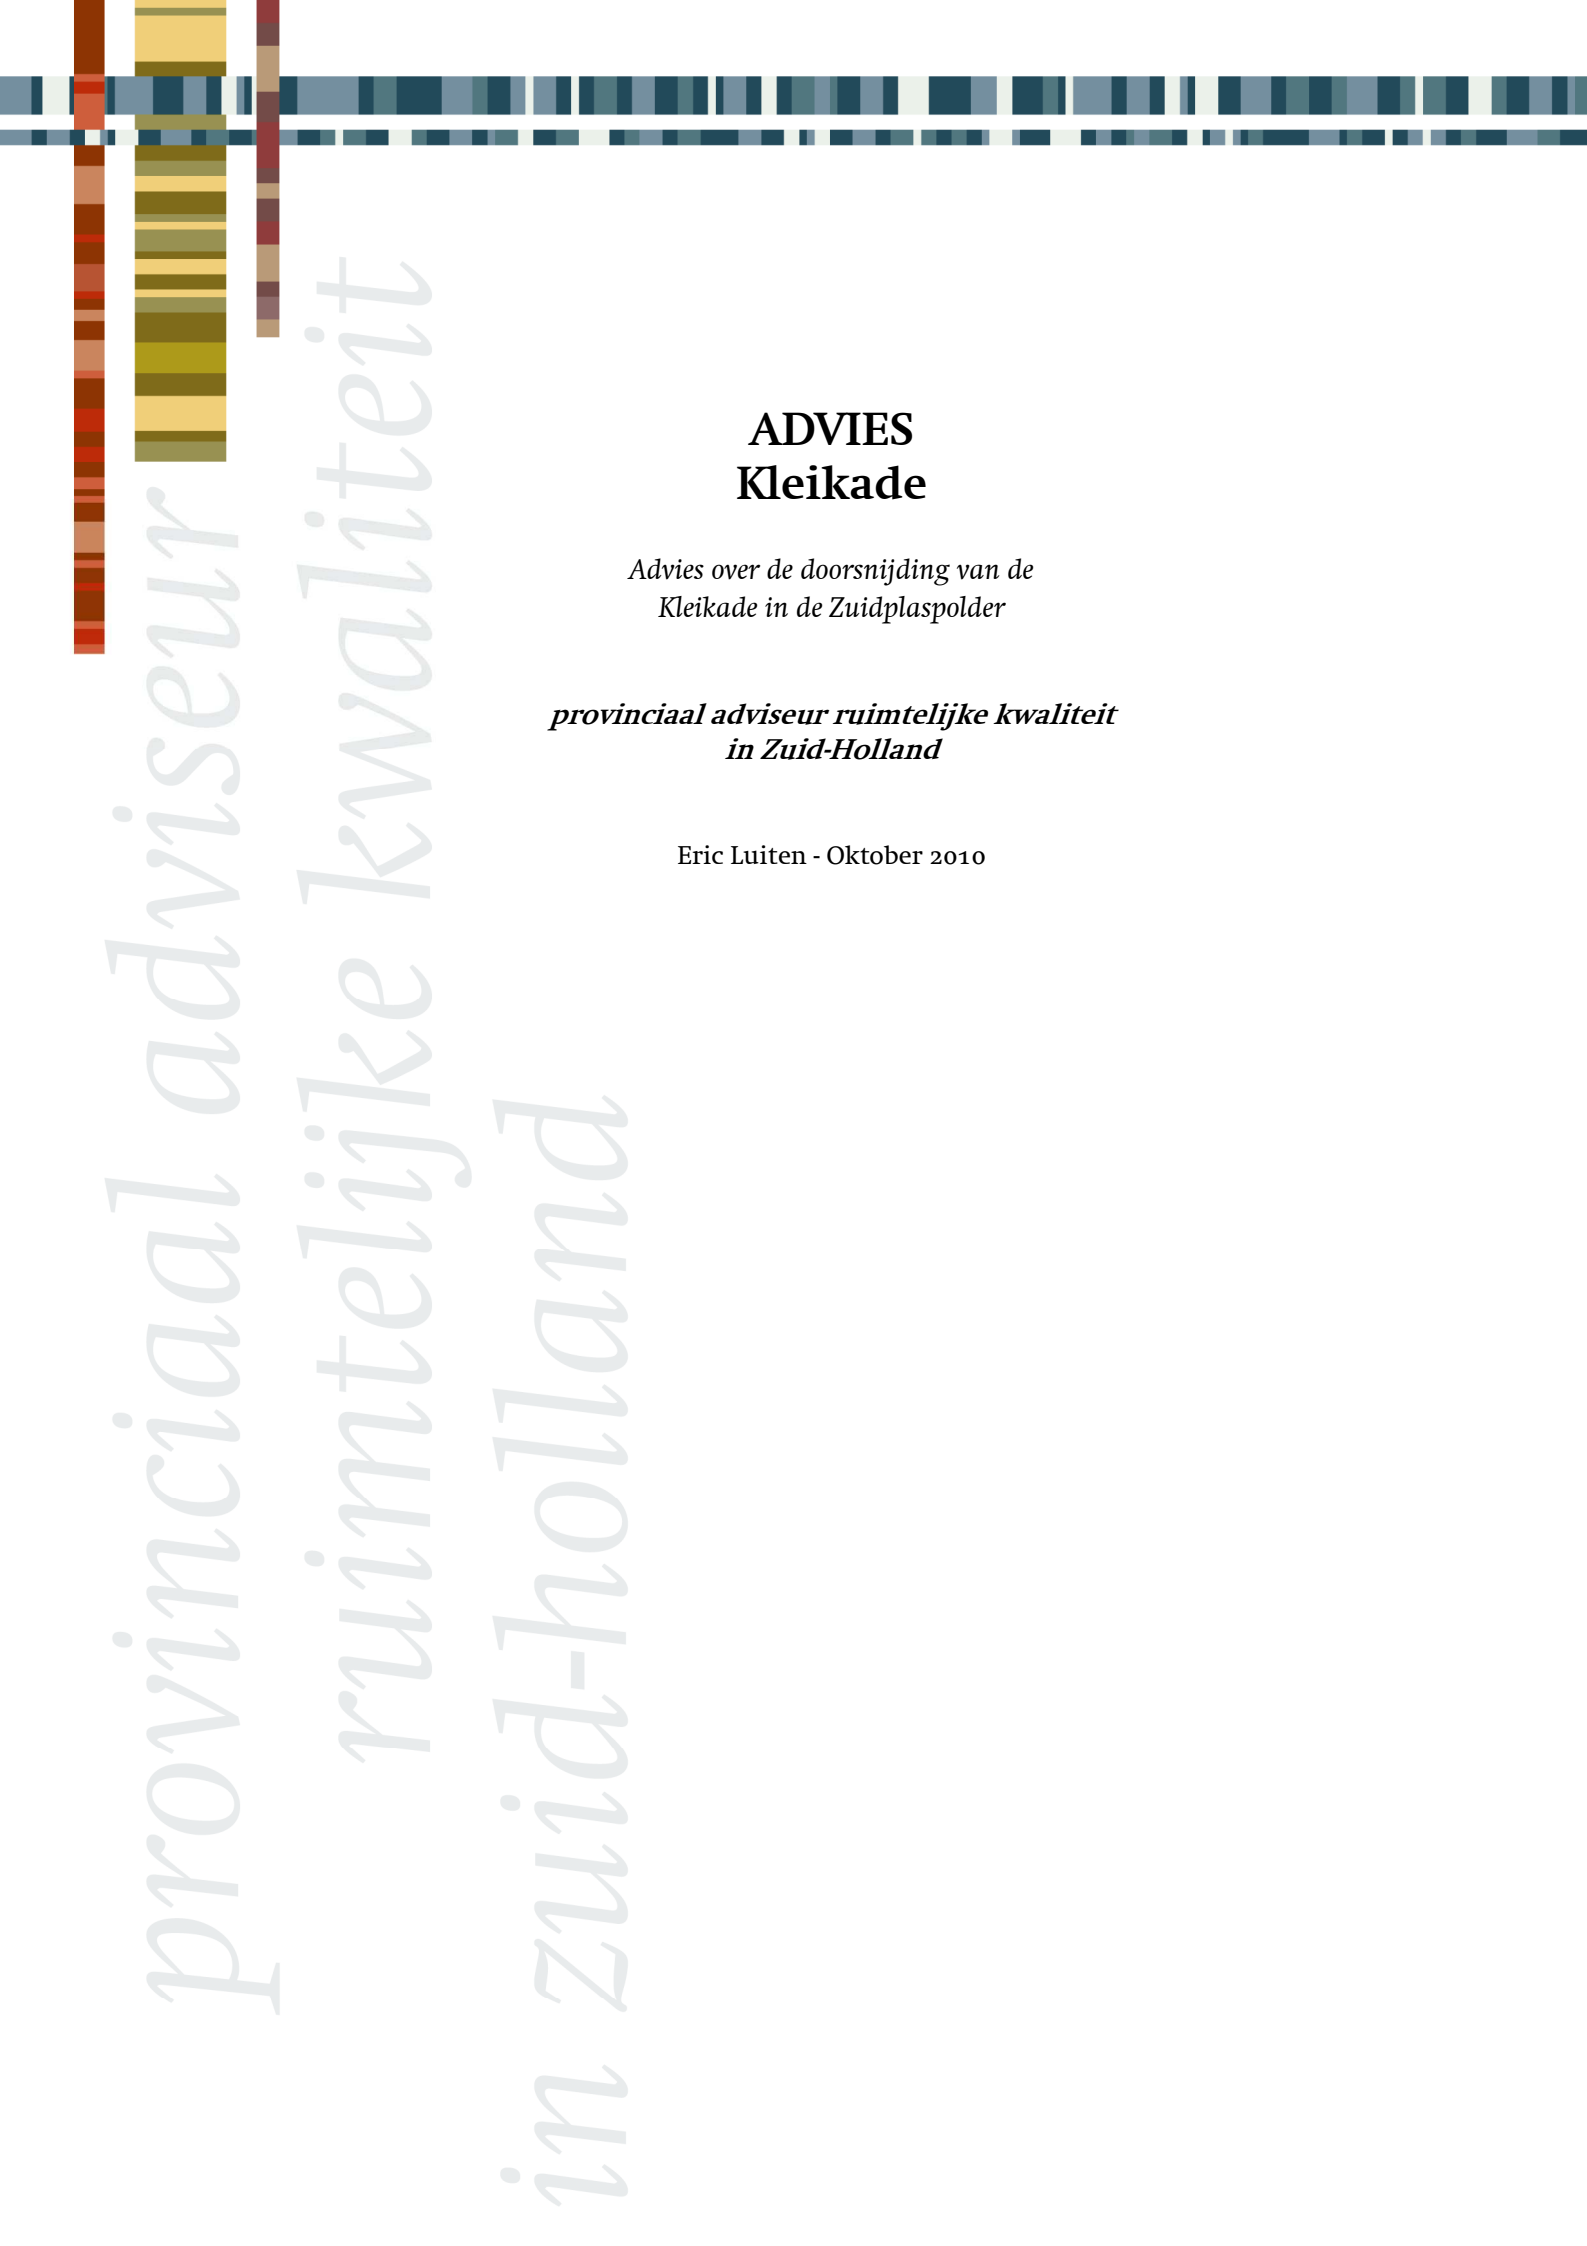 ADVIES
Kleikade
Advies over de doorsnijding van de
Kleikade in de Zuidplaspolder
provinciaal adviseur ruimtelijke kwaliteit
in Zuid-Holland
Eric Luiten - Oktober 2010
provinciaal adviseur
ruimtelijke kwaliteit
in zuid-holland